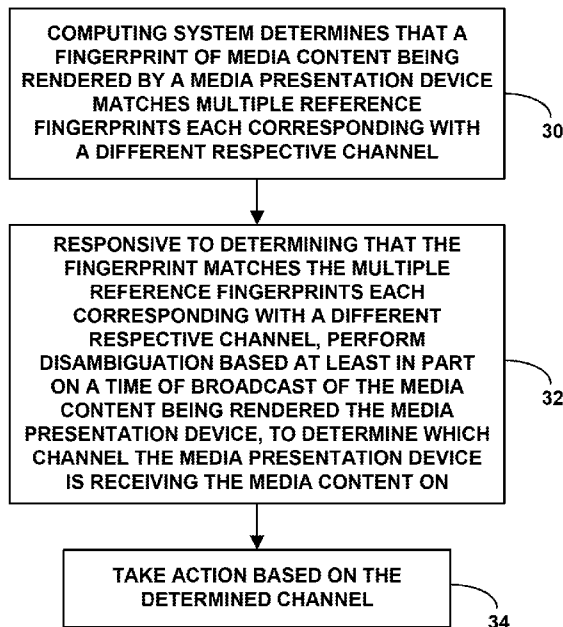 COMPUTING SYSTEM DETERMINES THAT A
FINGERPRINT OF MEDIA CONTENT BEING
RENDERED BY A MEDIA PRESENTATION DEVICE
MATCHES MULTIPLE REFERENCE
FINGERPRINTS EACH CORRESPONDING WITH
A DIFFERENT RESPECTIVE CHANNEL
30
RESPONSIVE TO DETERMINING THAT THE
FINGERPRINT MATCHES THE MULTIPLE
REFERENCE FINGERPRINTS EACH
CORRESPONDING WITH A DIFFERENT
RESPECTIVE CHANNEL, PERFORM
DISAMBIGUATION BASED AT LEAST IN PART
ON A TIME OF BROADCAST OF THE MEDIA
CONTENT BEING RENDERED THE MEDIA
PRESENTATION DEVICE, TO DETERMINE WHICH
CHANNEL THE MEDIA PRESENTATION DEVICE
IS RECEIVING THE MEDIA CONTENT ON
32
TAKE ACTION BASED ON THE
DETERMINED CHANNEL
34